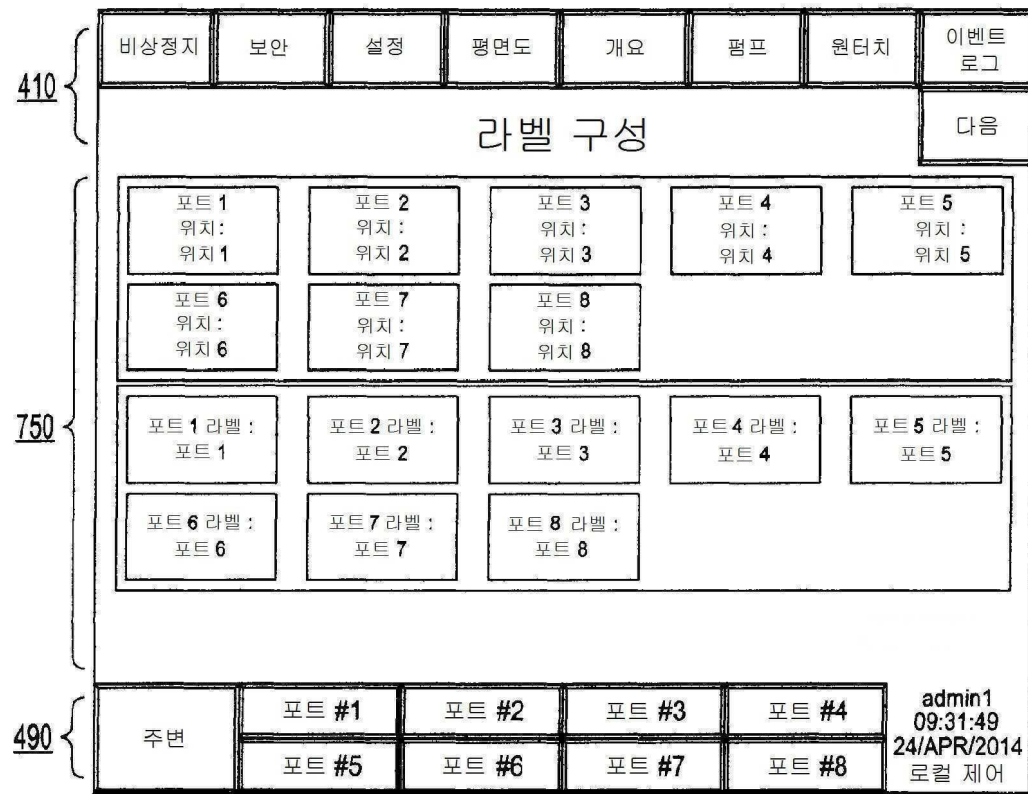 비상정지 보안 설정 평면도 개요 펌프 원터치 이벤트
로그
410
라벨 구성
다음
포트 1 포트 2 포트 3 포트 4 포트 5
위치: 위치: 위치: 위치: 위치:
위치 1 위치 2 위치 3 위치 4 위치 5
포트 6 포트 7 포트 8
위치: 위치: 위치:
위치 6 위치 7 위치 8
750
포트 1 라벨: 포트 2 라벨: 포트 3 라벨: 포트 4 라벨: 포트 5 라벨:
포트 1 포트 2 포트 3 포트 4 포트 5
포트 6 라벨: 포트 7 라벨: 포트 8 라벨:
포트 6 포트 7 포트 8
490
주변
포트 #1 포트 #2 포트 #3 포트 #4
포트 #5 포트 #6 포트 #7 포트 #8
admin1
09:31:49
24/APR/2014
로컬 제어